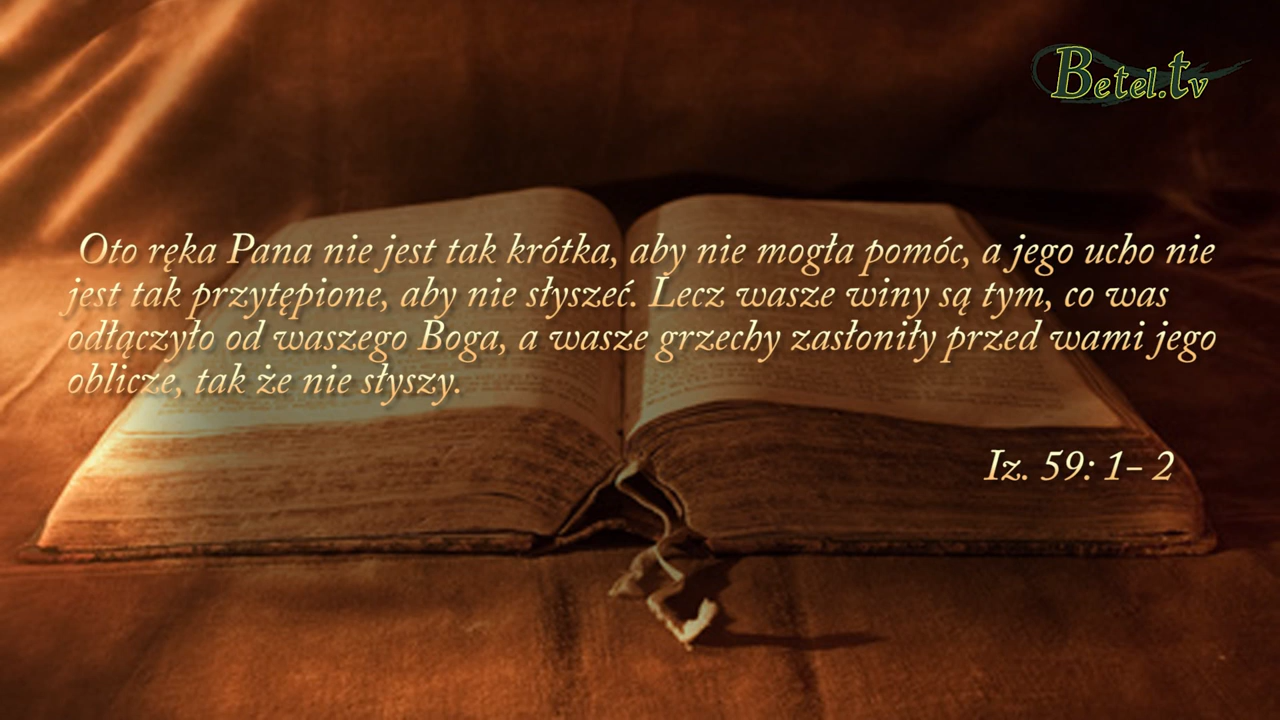 Betel.tv
Oto ręka Pana nie jest tak krótka, aby nie mogła pomóc, a jego ucho nie
jest tak przytępione, aby nie słyszeć. Lecz wasze winy są tym, co was
odłączyło od waszego Boga, a wasze grzechy zasłoniły przed wami jego
oblicze, tak że nie słyszy.
Iz. 59: 1- 2